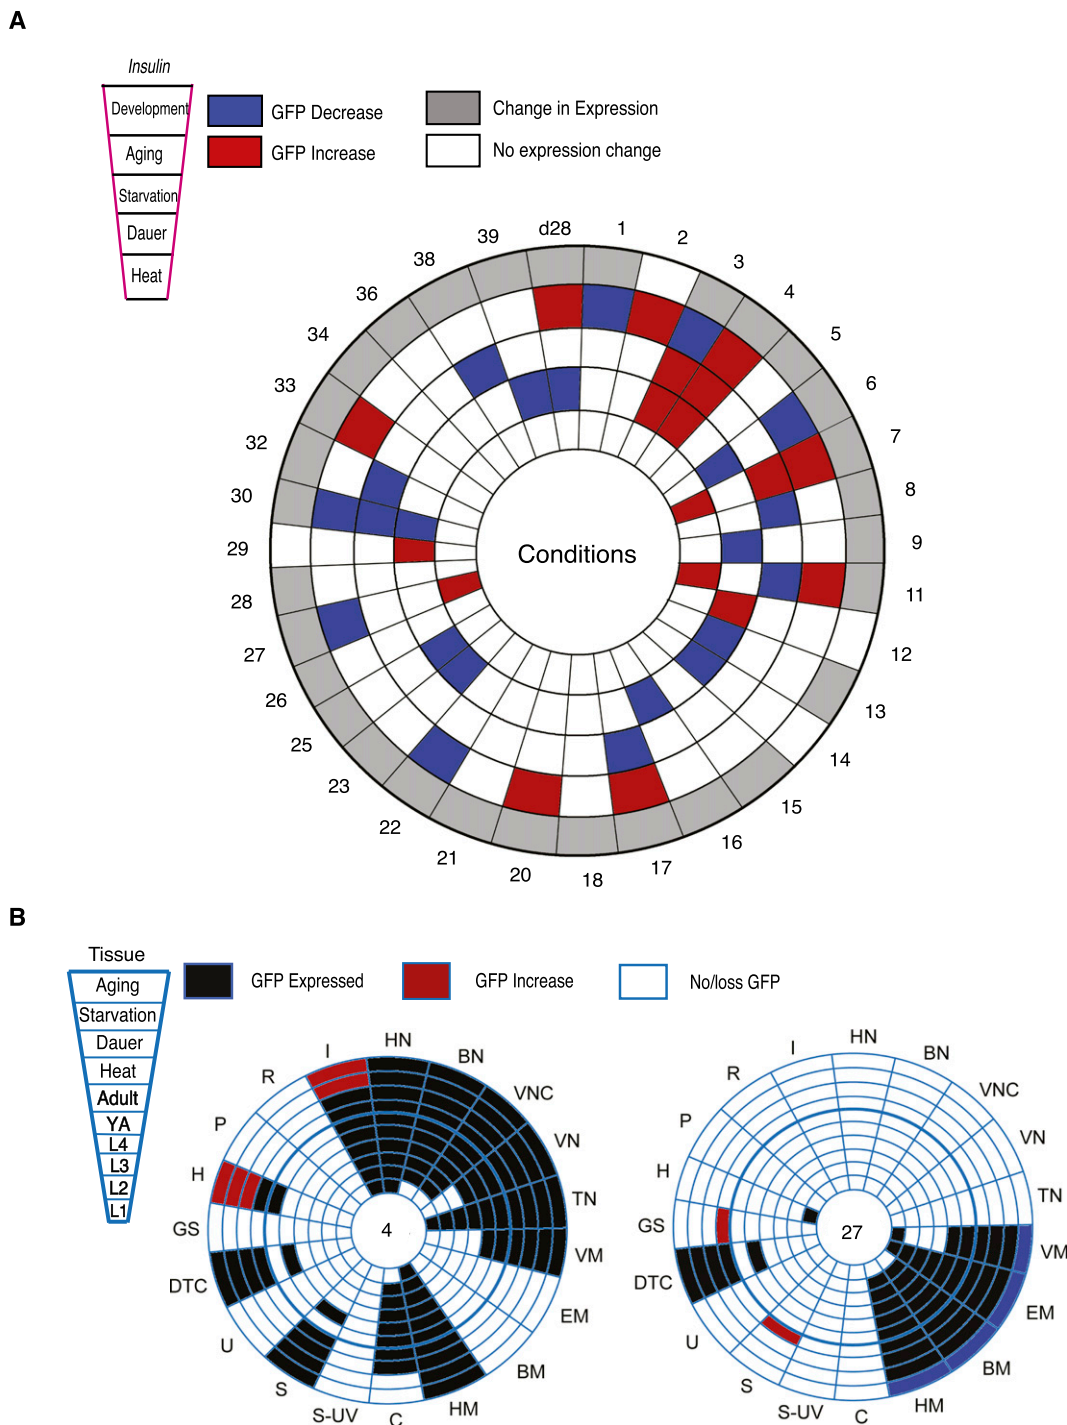 A
Insulin
Development
Aging
Starvation
Dauer
Heat
GFP Decrease
GFP Increase
Change in Expression
No expression change
d28
1
2
3
4
5
6
7
8
9
11
12
13
14
15
16
17
18
20
21
22
23
25
26
27
28
29
30
32
33
34
36
38
39
Conditions
B
Tissue
Aging
Starvation
Dauer
Heat
Adult
YA
L4
L3
L2
L1
GFP Expressed
GFP Increase
No/loss GFP
HN
BN
VNC
VN
TN
VM
EM
BM
HM
C
S-UV
S
U
DTC
GS
H
P
R
I
4
HN
BN
VNC
VN
TN
VM
EM
BM
HM
C
S-UV
S
U
DTC
GS
H
P
R
I
27